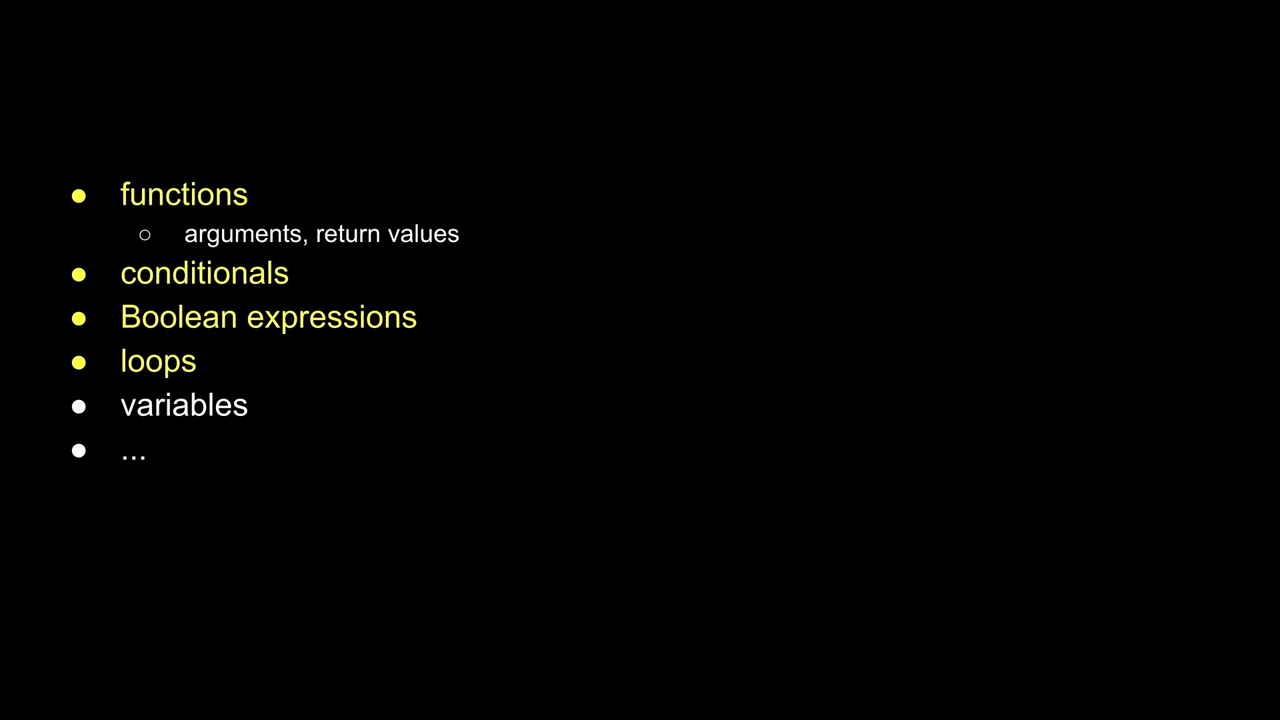 ● functions
○ arguments, return values
● conditionals
● Boolean expressions
● loops
● variables
● ...